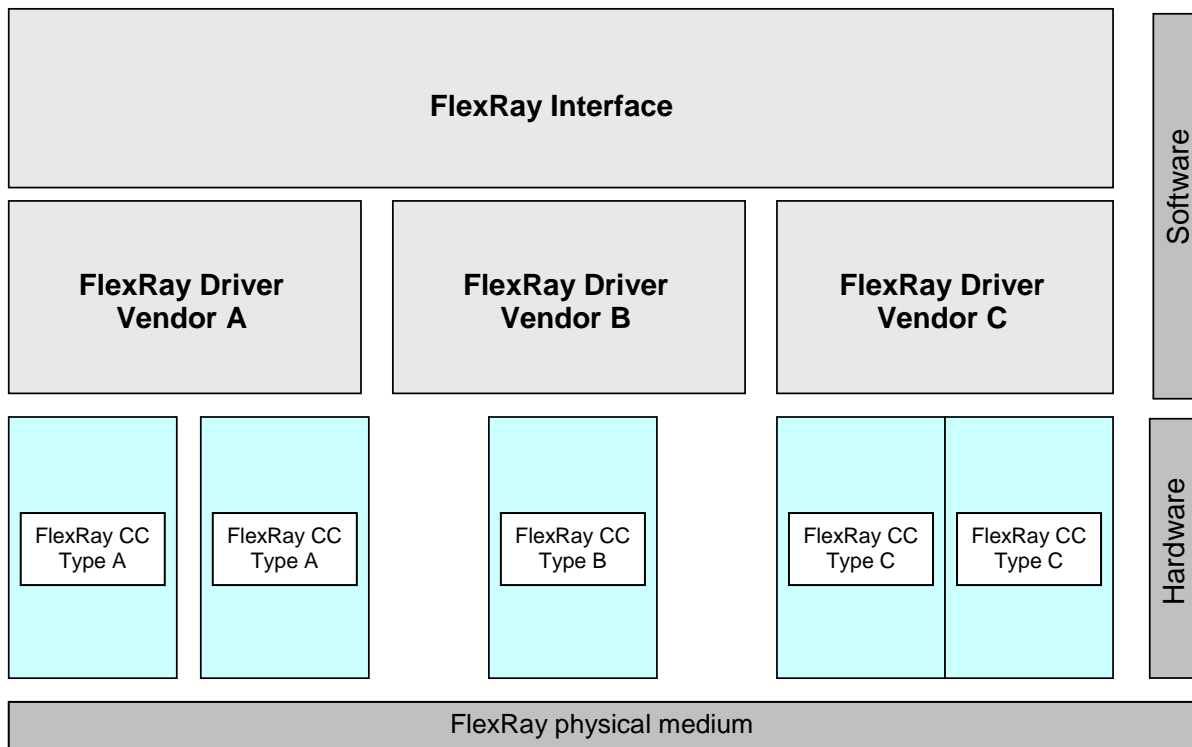 FlexRay Interface
Software
FlexRay Driver
Vendor A
FlexRay Driver
Vendor B
FlexRay Driver
Vendor C
FlexRay CC
Type A
FlexRay CC
Type A
FlexRay CC
Type B
FlexRay CC
Type C
FlexRay CC
Type C
Hardware
FlexRay physical medium